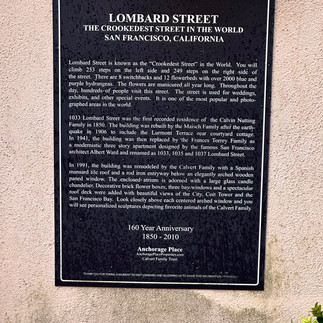 LOMBARD STREET
THE CROOKEDEST STREET IN THE WORLD
SAN FRANCISCO, CALIFORNIA
Lombard Street is known as the "Crookedest Street" in the World. You will
climb 253 steps on the left side and 249 steps on the right side of
the street. There are 8 switchbacks and 12 flowerbeds with over 2000 blue and
purple hydrangeas. The flowers are manicured all year long. Throughout the
day, hundreds of people visit this street. The street is used for weddings,
exhibits, and other special events. It is one of the most popular and pho-
tographed areas in the world.
1033 Lombard Street was the first recorded residence of the Calvin Nutting
Family in 1850. The building was rebuilt by the Maisch Family after the earth-
quake in 1906 to include the Lurmont Terrace rear courtyard cottage.
In 1941, the building was then replaced by the Frances Torrey Family as
a modernistic three story apartment designed by the famous San Francisco
architect Albert Ward and renamed as 1033, 1035 and 1037 Lombard Street.
In 1991, the building was remodeled by the Calvert Family with a Spanish
mansard tile roof and a rod iron entryway below an elegantly arched wooden
paned window. The enclosed atrium is adorned with a large glass candle
chandelier. Decorative brick flower boxes, three bay-windows and a spectacular
roof deck were added with beautiful views of the City, Coit Tower and the
San Francisco Bay. Look closely above each centered arched window and you
will see personalized sculptures depicting favorite animals of the Calvert Family.
160 Year Anniversary
1850 - 2010
Anchorage Place
AnchoragePlaceProperties.com
Calvert Family Trust